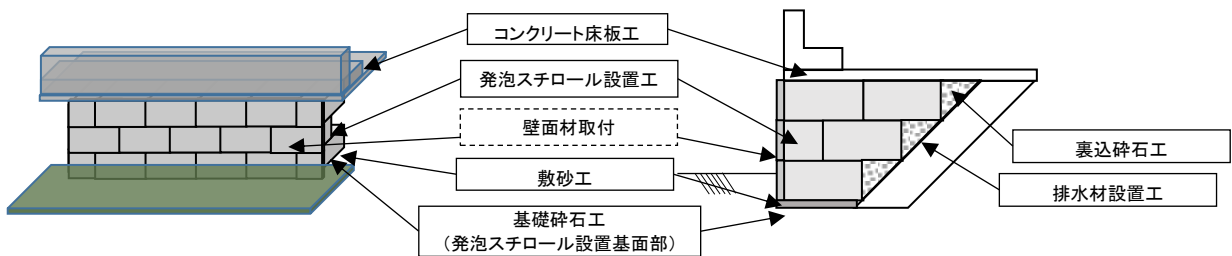 コンクリート床板工
発泡スチロール設置工
壁面材取付
敷砂工
基礎砕石工
（発泡スチロール設置基面部）
裏込砕石工
排水材設置工